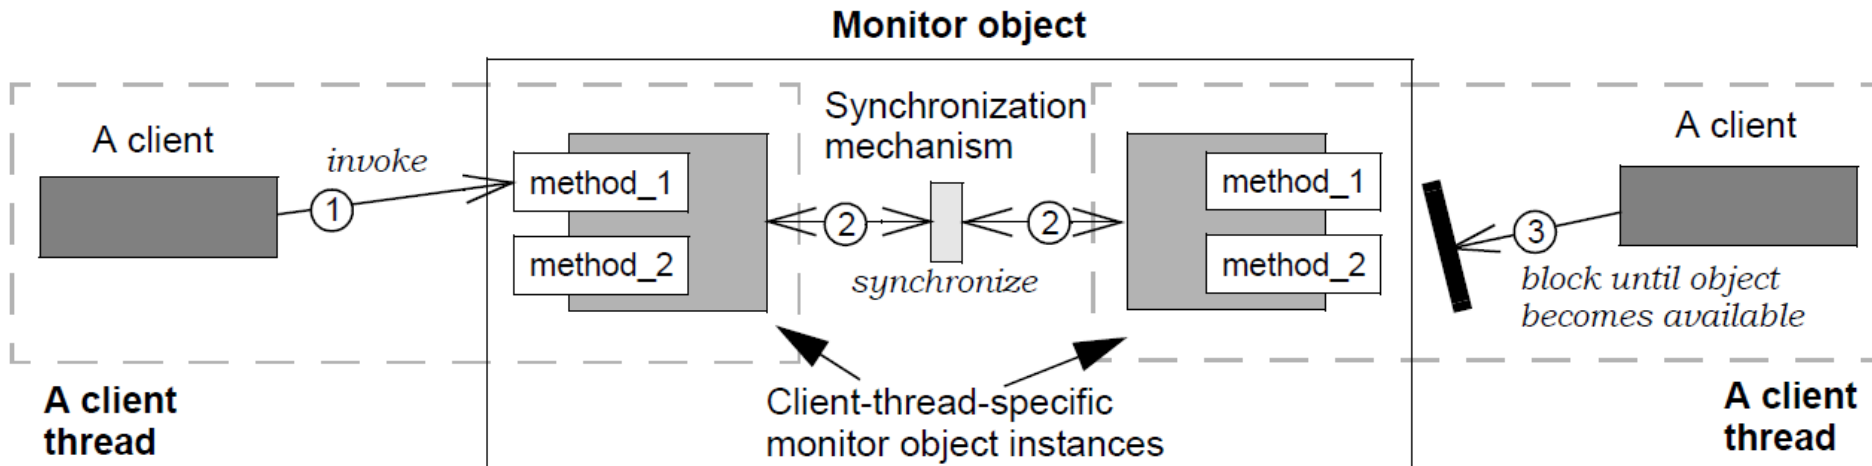 Monitor object
A client
invoke
1
method_1
method_2
2
Synchronization
mechanism
synchronize
2
method_1
method_2
A client
3
block until object
becomes available
A client
thread
Client-thread-specific
monitor object instances
A client
thread